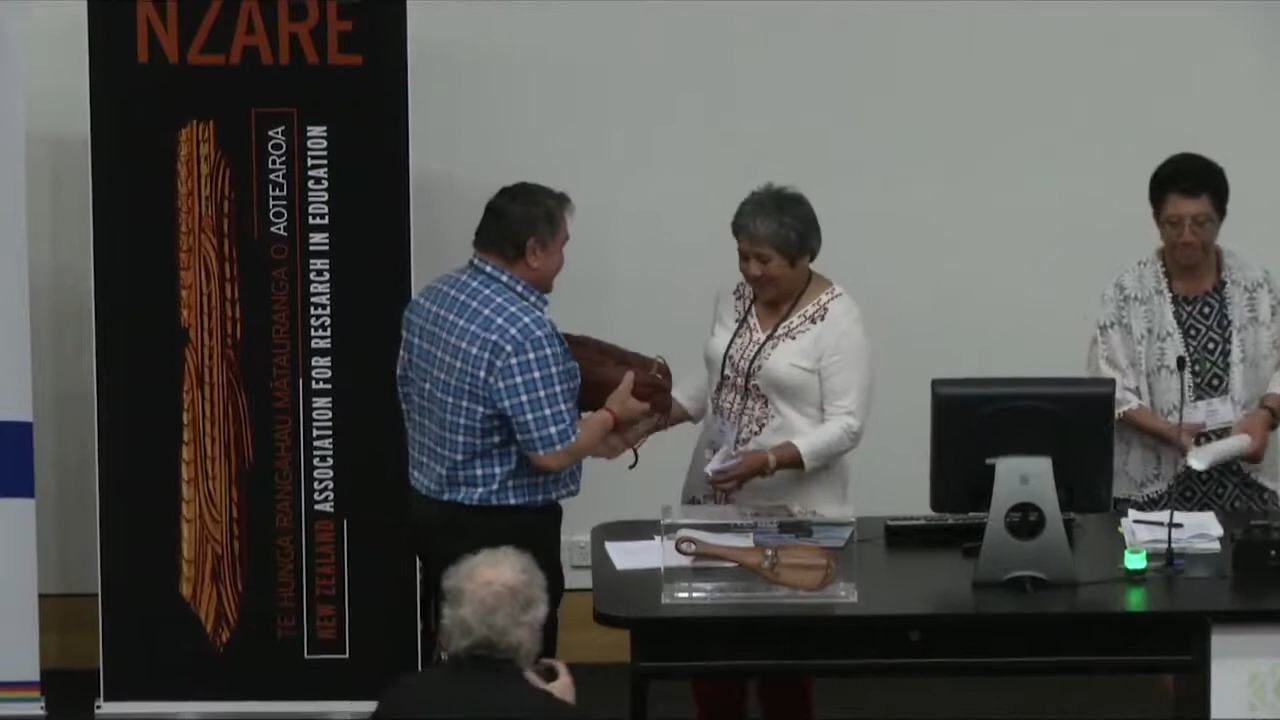 NZARE
TE HUNGA RANGAHAU MĀTAURANGA O AOTEAROA
NEW ZEALAND ASSOCIATION FOR RESEARCH IN EDUCATION